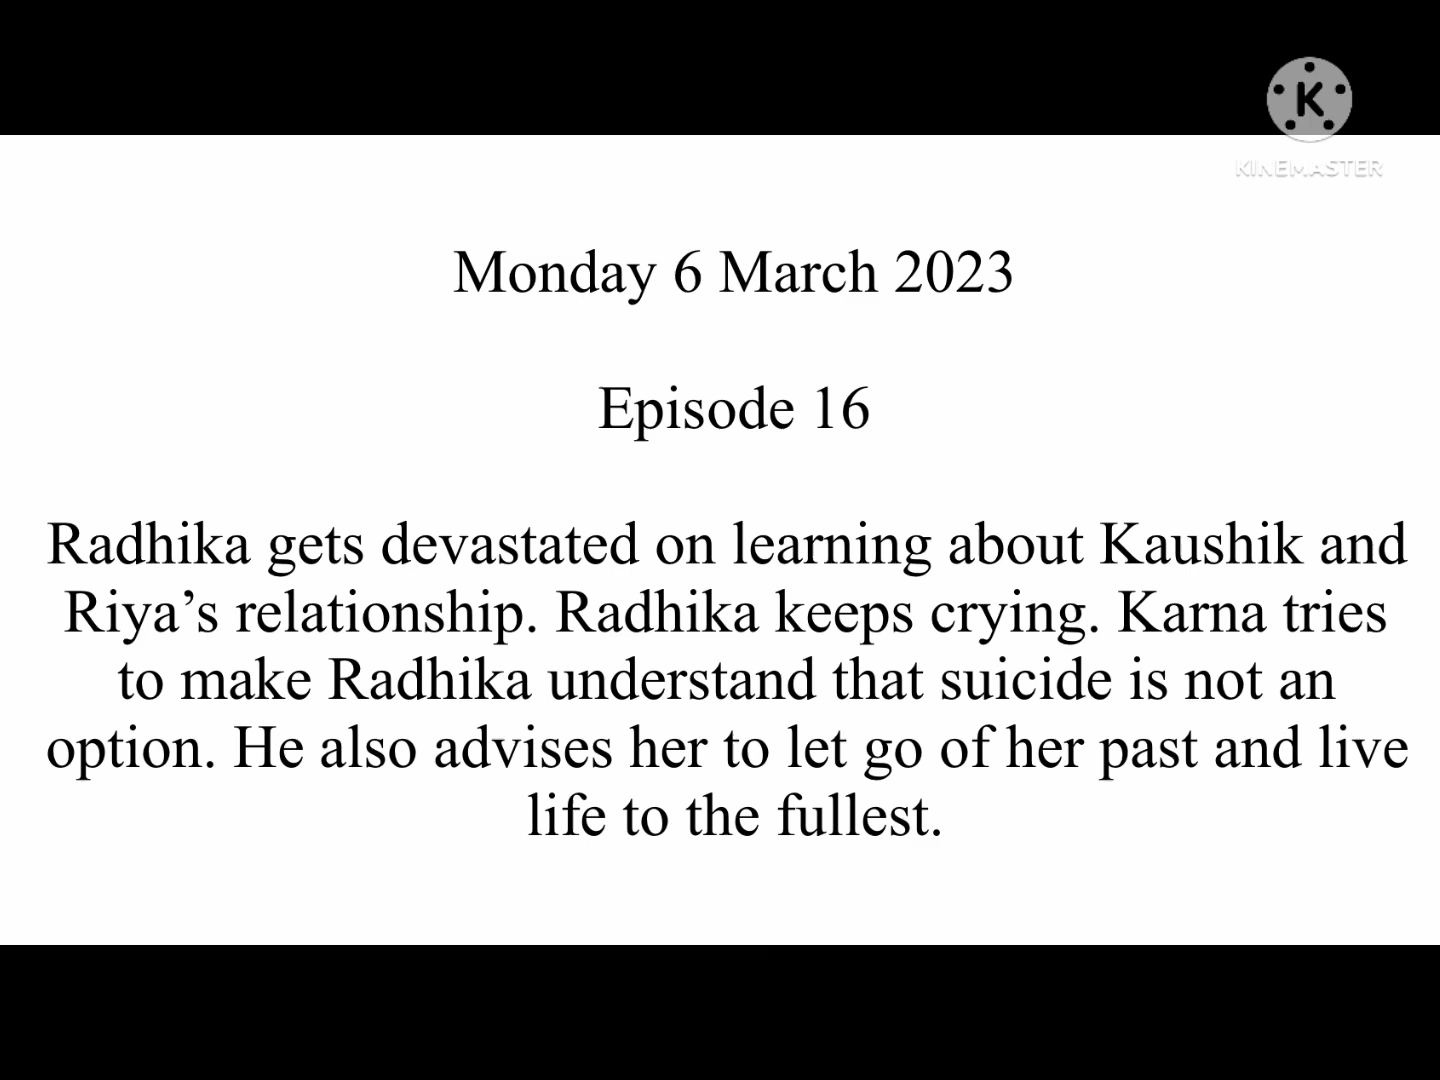 K
KINEMASTER
Monday 6 March 2023
Episode 16
Radhika gets devastated on learning about Kaushik and
Riya’s relationship. Radhika keeps crying. Karna tries
to make Radhika understand that suicide is not an
option. He also advises her to let go of her past and live
life to the fullest.